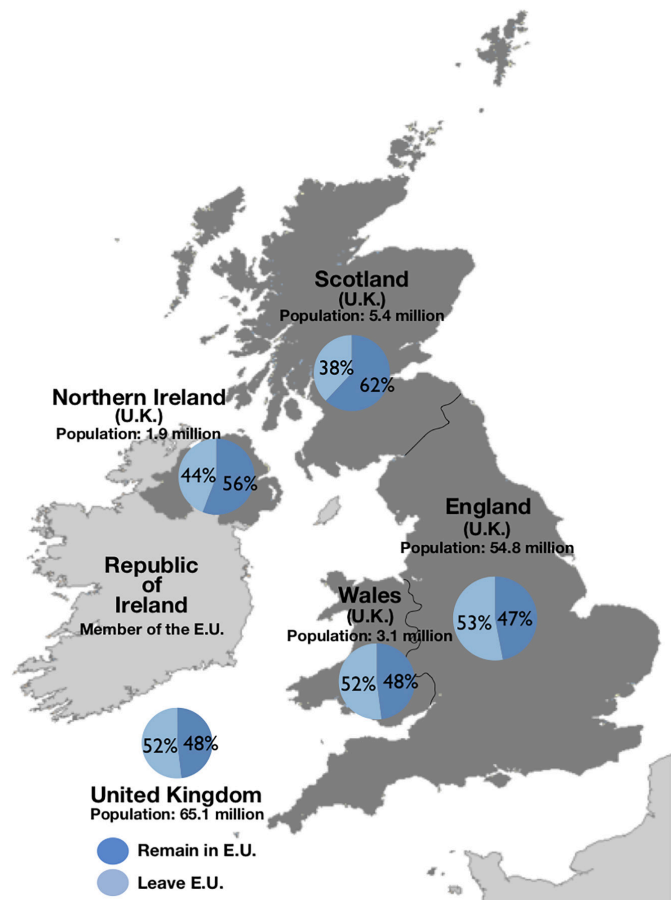 Scotland
(U.K.)
Population: 5.4 million
38%
62%
Northern Ireland
(U.K.)
Population: 1.9 million
44%
56%
England
(U.K.)
Population: 54.8 million
53%
47%
Republic
of
Ireland
Member of the E.U.
Wales
(U.K.)
Population: 3.1 million
52%
48%
52%
48%
United Kingdom
Population: 65.1 million
Remain in E.U.
Leave E.U.